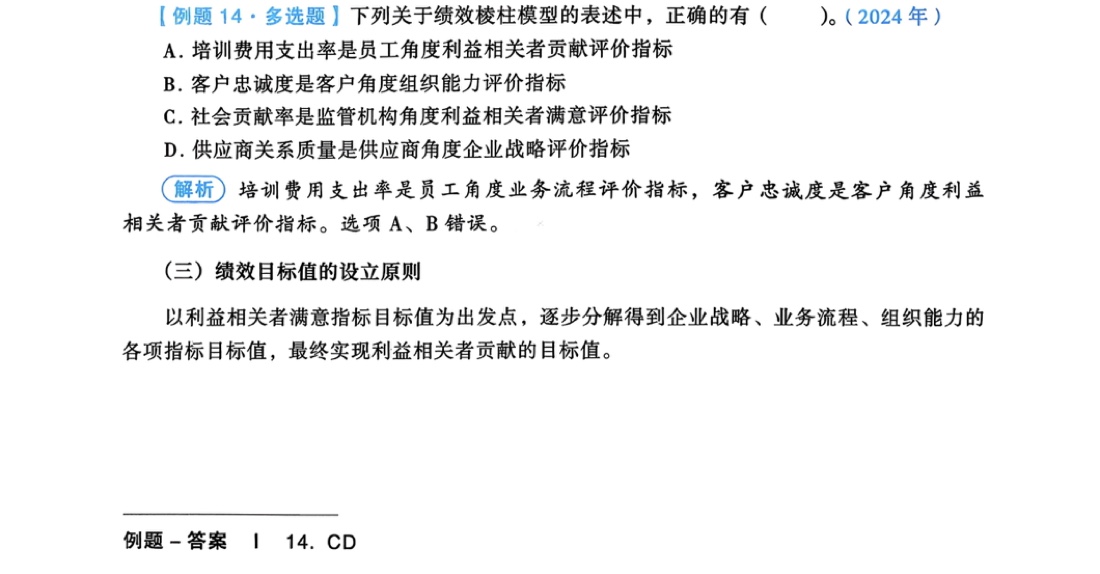 【例题 14·多选题】下列关于绩效棱柱模型的表述中，正确的有（　　）。（2024 年）
A. 培训费用支出率是员工角度利益相关者贡献评价指标
B. 客户忠诚度是客户角度组织能力评价指标
C. 社会贡献率是监管机构角度利益相关者满意评价指标
D. 供应商关系质量是供应商角度企业战略评价指标
解析 培训费用支出率是员工角度业务流程评价指标，客户忠诚度是客户角度利益
相关者贡献评价指标。选项 A、B 错误。
（三）绩效目标值的设立原则
以利益相关者满意指标目标值为出发点，逐步分解得到企业战略、业务流程、组织能力的
各项指标目标值，最终实现利益相关者贡献的目标值。
例题 – 答案 | 14. CD